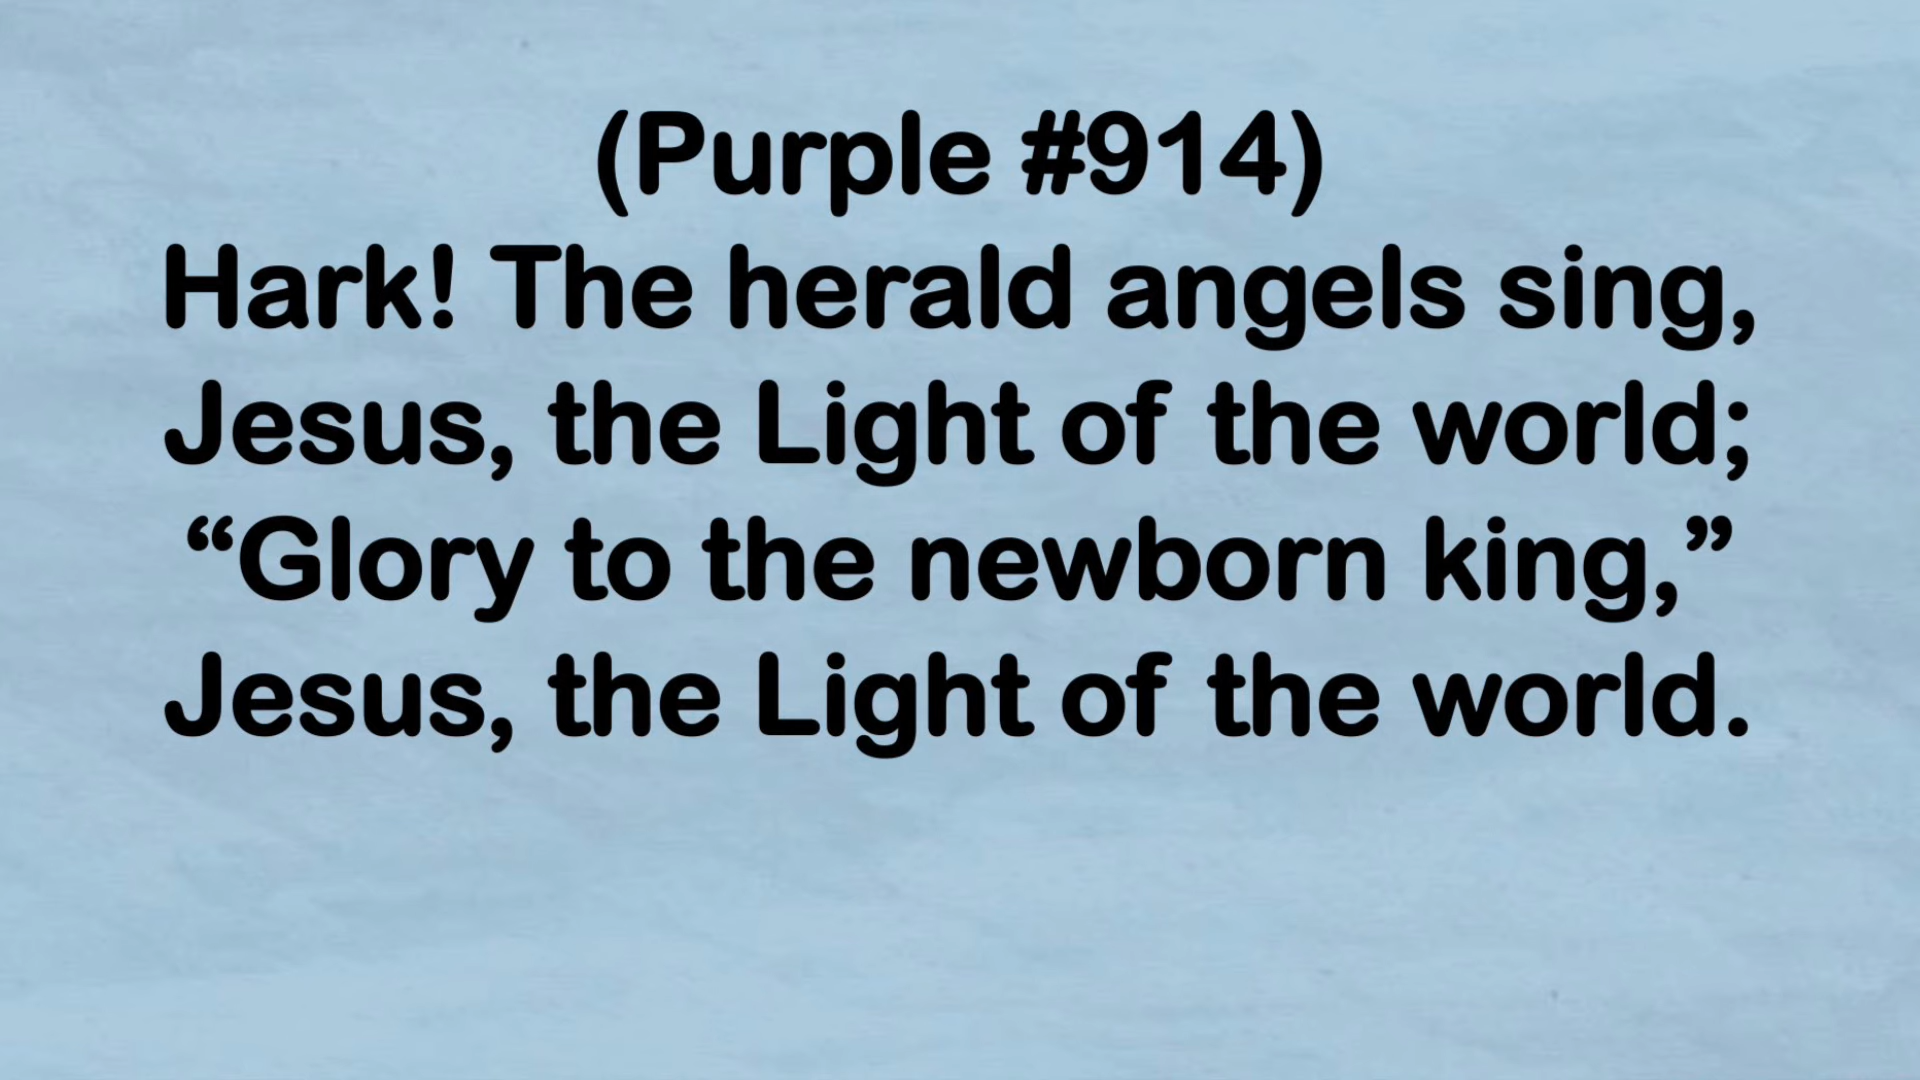 (Purple #914)
Hark! The herald angels sing,
Jesus, the Light of the world;
“Glory to the newborn king,”
Jesus, the Light of the world.